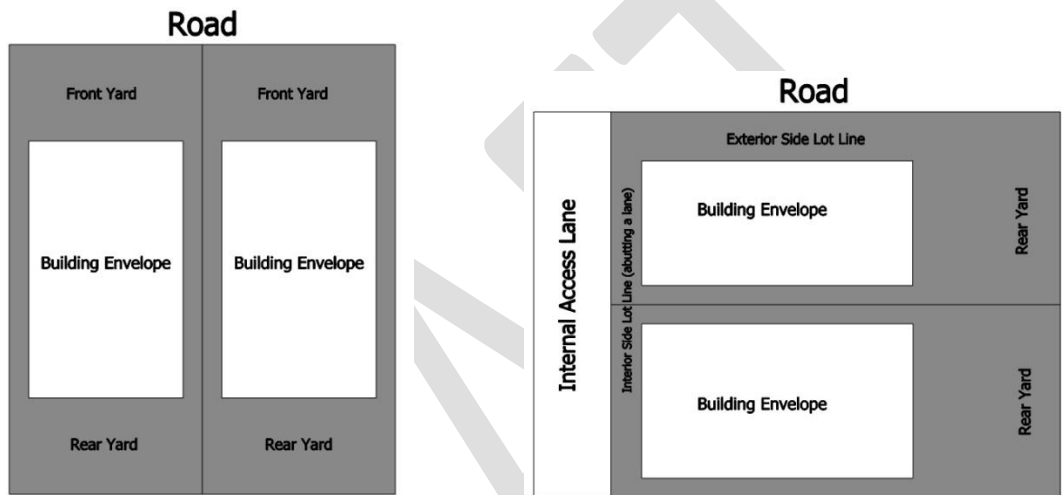 Road
Front Yard
Front Yard
Building Envelope
Building Envelope
Rear Yard
Rear Yard
Road
Internal Access Lane
Interior Side Lot Line (abutting a lane)
Exterior Side Lot Line
Building Envelope
Rear Yard
Building Envelope
Rear Yard